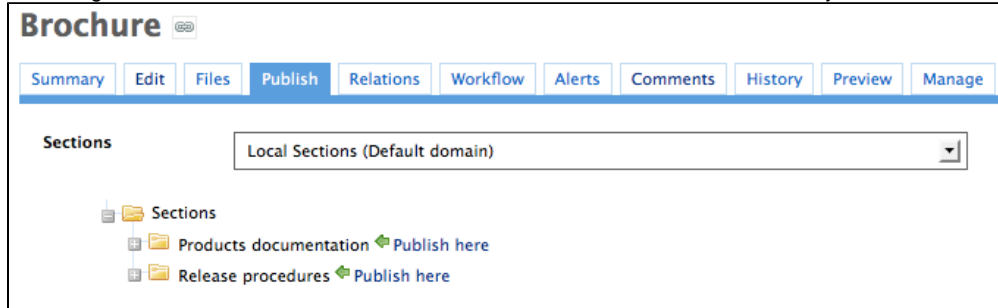 Brochure
Summary Edit Files Publish Relations Workflow Alerts Comments History Preview Manage
Sections Local Sections (Default domain)
Sections
Products documentation Publish here
Release procedures Publish here